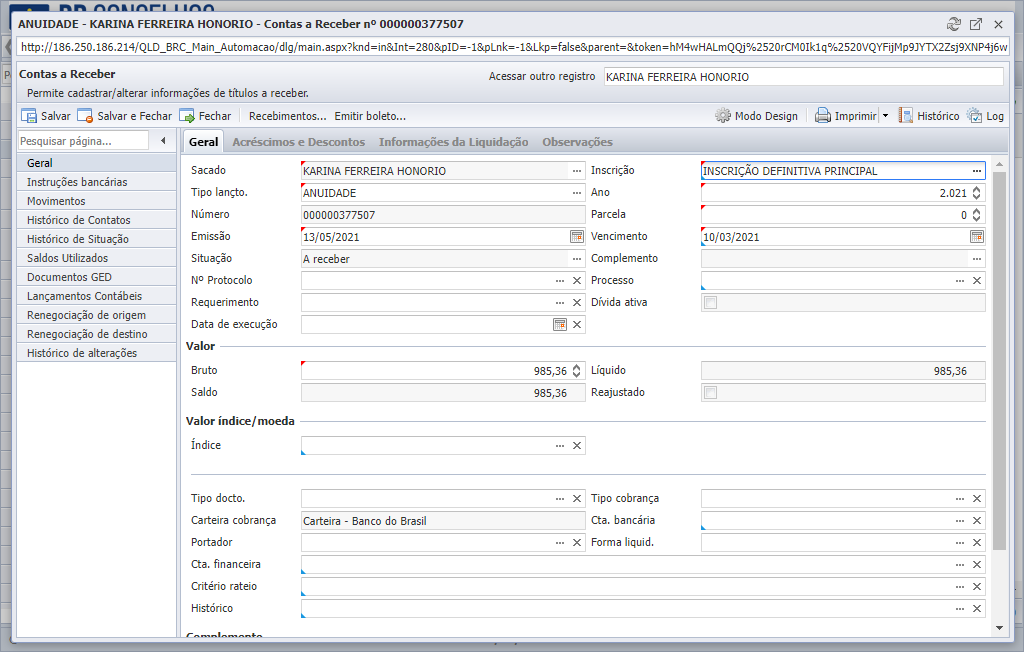 BR CONSELHOS
ANUIDADE - KARINA FERREIRA HONORIO - Contas a Receber nº 000000377507
http://186.250.186.214/QLD_BRC_Main_Automacao/dlg/main.aspx?knd=in&Int=280&pID=-1&pLnk=-1&Lkp=false&parent=&token=hM4wHALmQQj%2520rCM0Ik1q%2520VQYFijMp9JYTX2Zsj9XNP4j6w
Contas a Receber
Acessar outro registro KARINA FERREIRA HONORIO
Permite cadastrar/alterar informações de títulos a receber.
Salvar Salvar e Fechar Fechar Recebimentos... Emitir boleto... Modo Design Imprimir Histórico Log
Pesquisar página...
Geral Acréscimos e Descontos Informações da Liquidação Observações
Geral
Instruções bancárias
Movimentos
Histórico de Contatos
Histórico de Situação
Saldos Utilizados
Documentos GED
Lançamentos Contábeis
Renegociação de origem
Renegociação de destino
Histórico de alterações
Sacado KARINA FERREIRA HONORIO ... Inscrição INSCRIÇÃO DEFINITIVA PRINCIPAL ...
Tipo lançto. ANUIDADE ... Ano 2.021
Número 000000377507 Parcela 0
Emissão 13/05/2021 Vencimento 10/03/2021
Situação A receber ... Complemento ...
Nº Protocolo ... Processo ...
Requerimento ... Dívida ativa
Data de execução
Valor
Bruto 985,36 Líquido 985,36
Saldo 985,36 Reajustado
Valor índice/moeda
Índice ...
Tipo docto. ... Tipo cobrança ...
Carteira cobrança Carteira - Banco do Brasil Cta. bancária ...
Portador ... Forma liquid. ...
Cta. financeira ...
Critério rateio ...
Histórico ...
Complemento